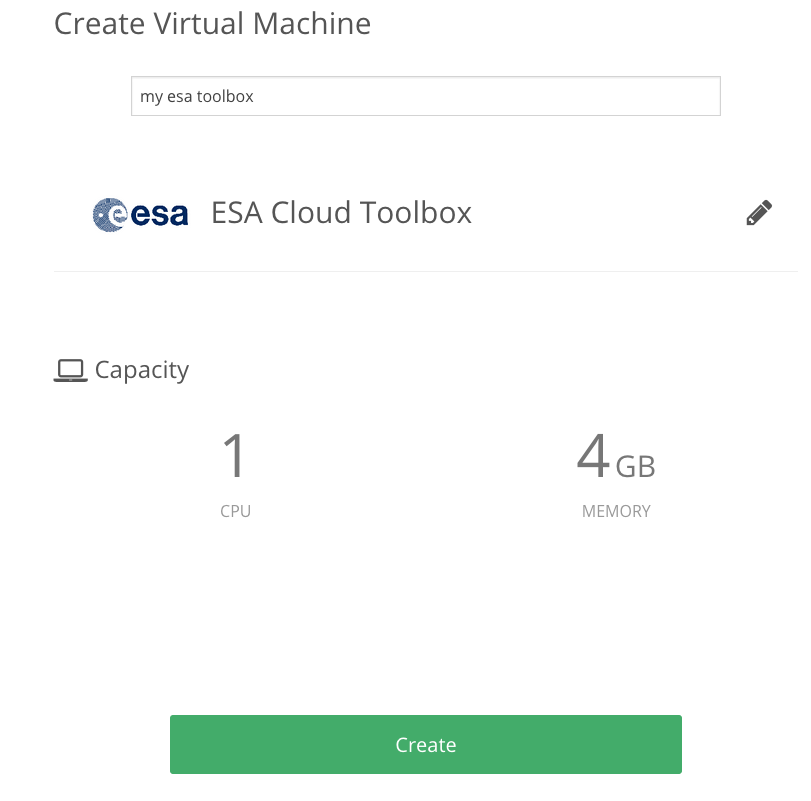 Create Virtual Machine
my esa toolbox
esa ESA Cloud Toolbox
Capacity
1 4 GB
CPU MEMORY
Create